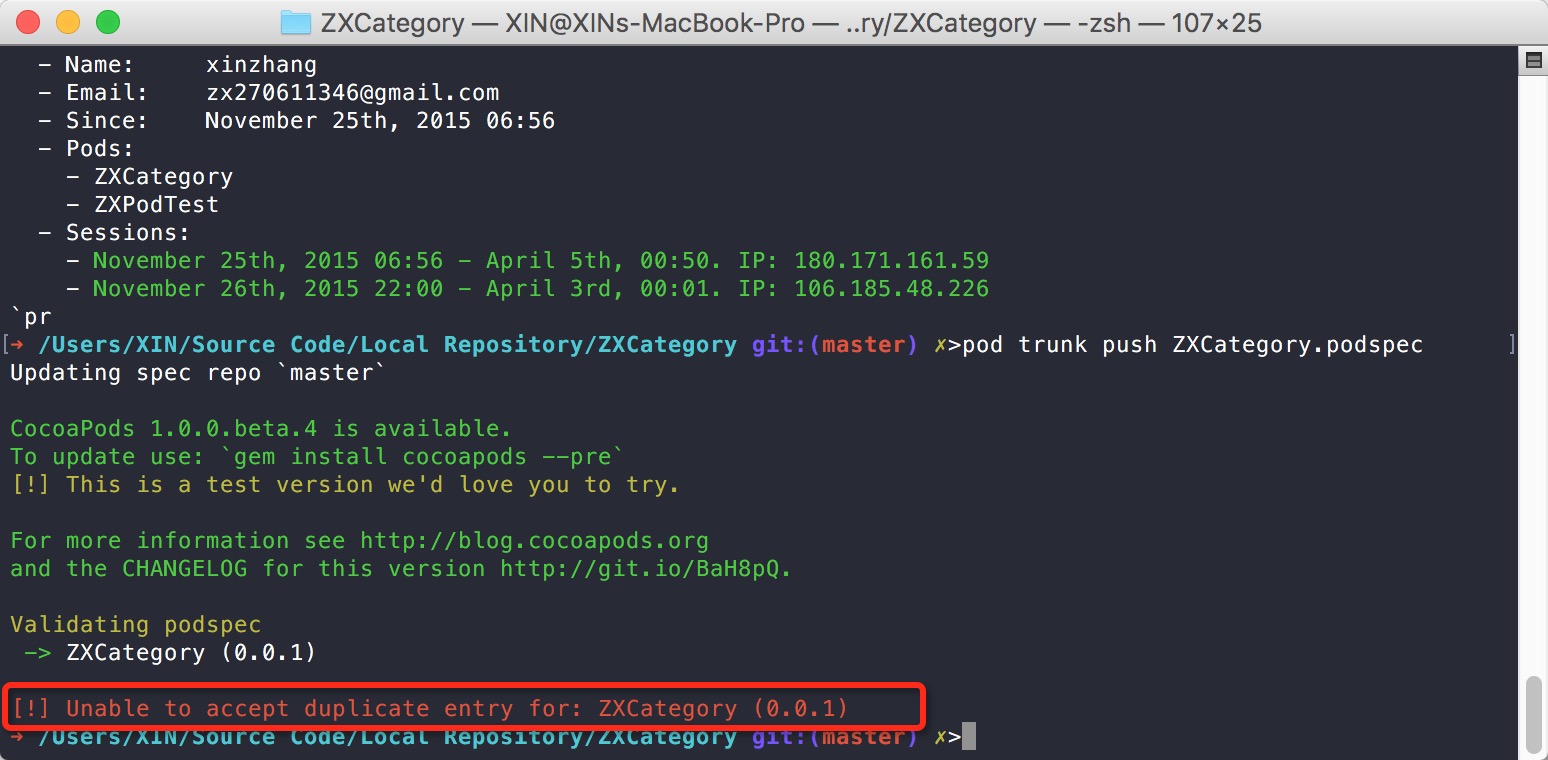 ZXCategory — XIN@XINs-MacBook-Pro — ..ry/ZXCategory — -zsh — 107×25
- Name: xinzhang
- Email: zx270611346@gmail.com
- Since: November 25th, 2015 06:56
- Pods:
- ZXCategory
- ZXPodTest
- Sessions:
- November 25th, 2015 06:56 - April 5th, 00:50. IP: 180.171.161.59
- November 26th, 2015 22:00 - April 3rd, 00:01. IP: 106.185.48.226
`pr
[→ /Users/XIN/Source Code/Local Repository/ZXCategory git:(master) ✗>pod trunk push ZXCategory.podspec ]
Updating spec repo `master`
CocoaPods 1.0.0.beta.4 is available.
To update use: `gem install cocoapods --pre`
[!] This is a test version we'd love you to try.
For more information see http://blog.cocoapods.org
and the CHANGELOG for this version http://git.io/BaH8pQ.
Validating podspec
-> ZXCategory (0.0.1)
[!] Unable to accept duplicate entry for: ZXCategory (0.0.1)
→ /Users/XIN/Source Code/Local Repository/ZXCategory git:(master) ✗>